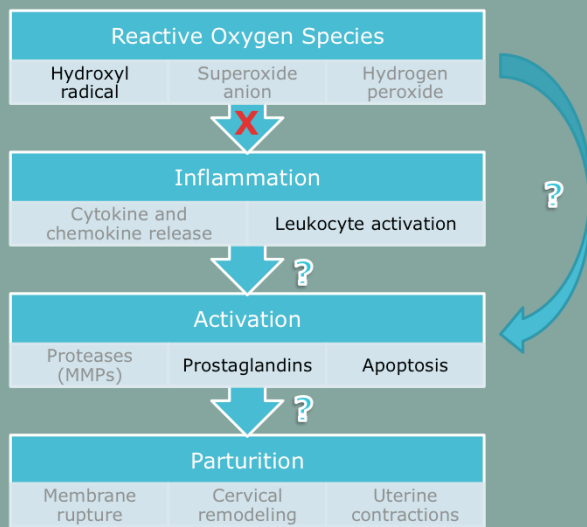 Reactive Oxygen Species
Hydroxyl radical
Superoxide anion
Hydrogen peroxide
X
?
Inflammation
Cytokine and chemokine release
Leukocyte activation
?
Activation
Proteases (MMPs)
Prostaglandins
Apoptosis
?
Parturition
Membrane rupture
Cervical remodeling
Uterine contractions